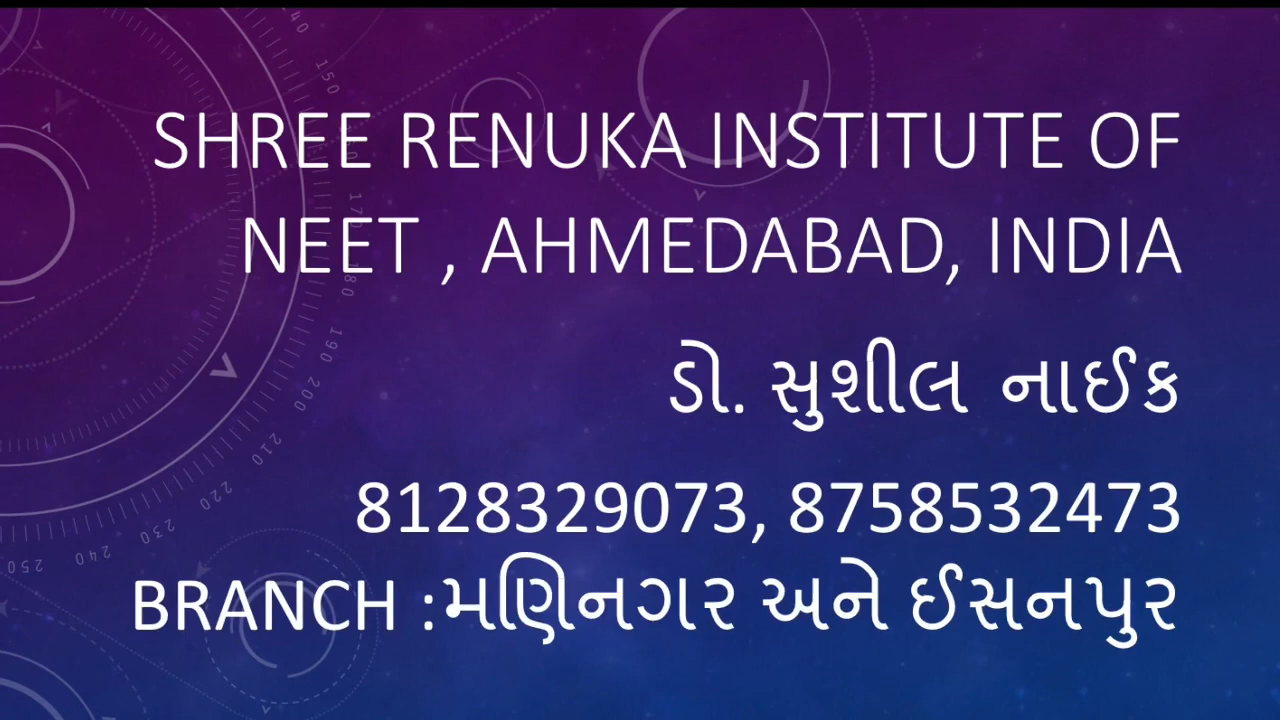 SHREE RENUKA INSTITUTE OF
NEET , AHMEDABAD, INDIA
ડો. સુશીલ નાઈક
8128329073, 8758532473
BRANCH :મણિનગર અને ઈસનપુર